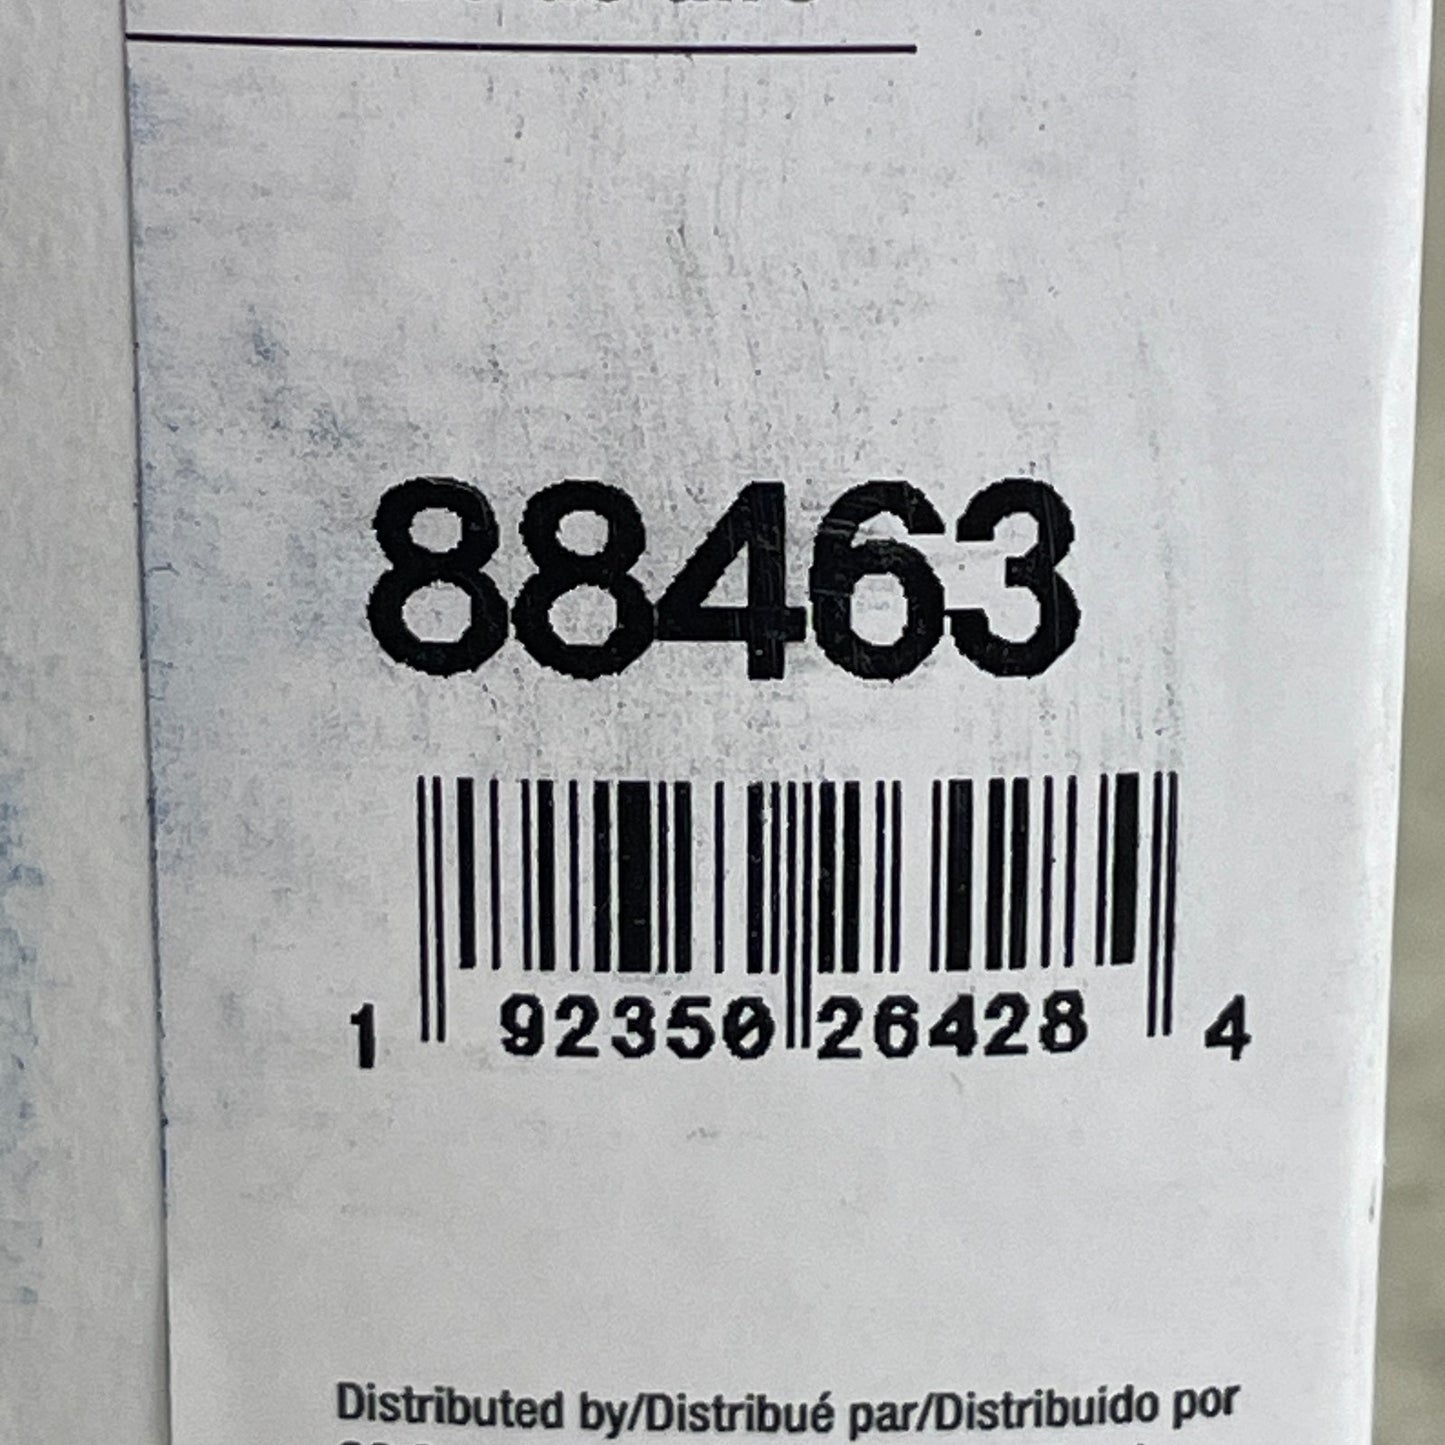 88463
1 92350 26428 4
Distributed by/Distribué par/Distribuido por